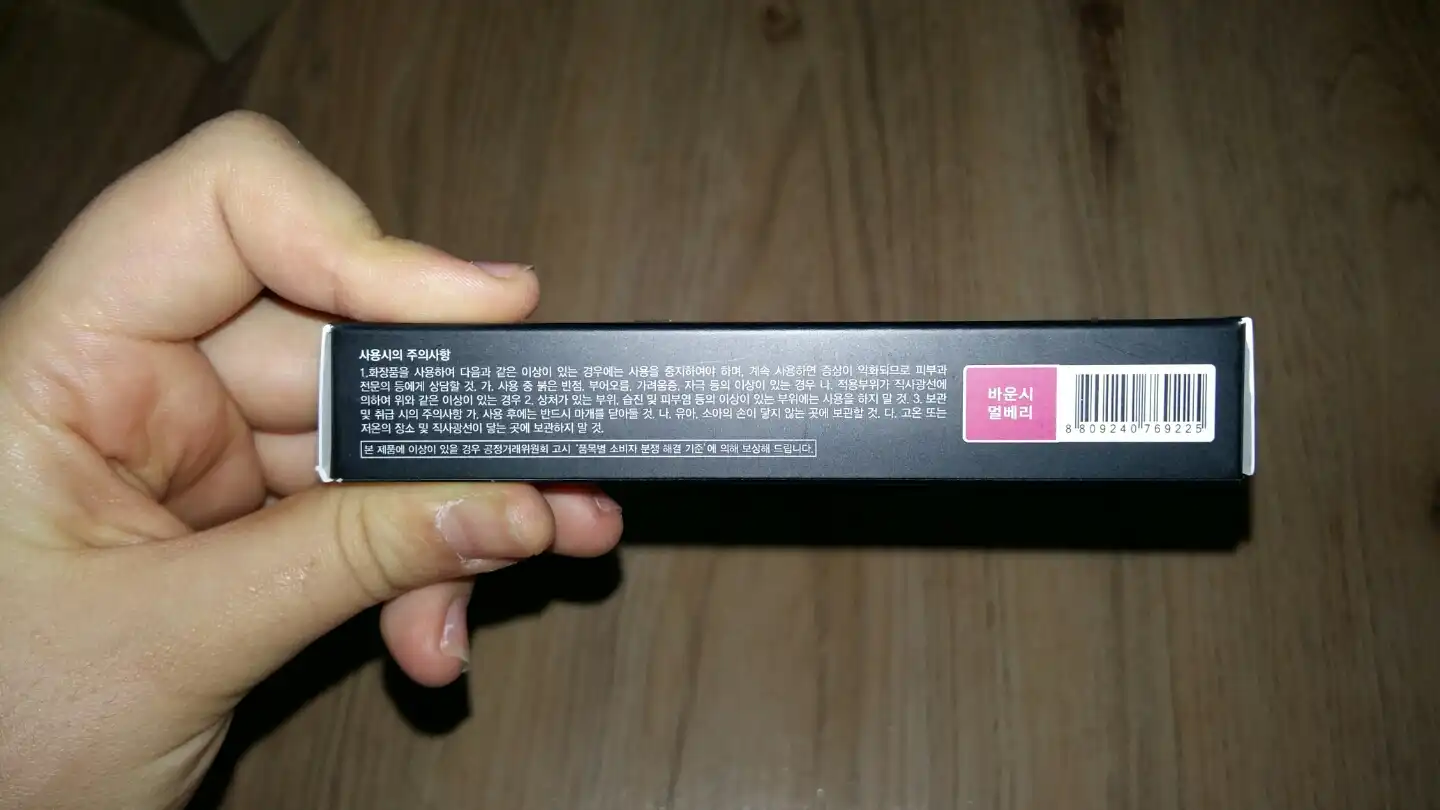 사용시의 주의사항
1.화장품을 사용하여 다음과 같은 이상이 있는 경우에는 사용을 중지하여야 하며, 계속 사용하면 증상이 악화되므로 피부과
전문의 등에게 상담할 것. 가. 사용 중 붉은 반점, 부어오름, 가려움증, 자극 등의 이상이 있는 경우 나. 적용부위가 직사광선에
의하여 위와 같은 이상이 있는 경우 2. 상처가 있는 부위, 습진 및 피부염 등의 이상이 있는 부위에는 사용을 하지 말 것. 3. 보관
및 취급 시의 주의사항 가. 사용 후에는 반드시 마개를 닫아둘 것. 나. 유아, 소아의 손이 닿지 않는 곳에 보관할 것. 다. 고온 또는
저온의 장소 및 직사광선이 닿는 곳에 보관하지 말 것.
본 제품에 이상이 있을 경우 공정거래위원회 고시 '품목별 소비자 분쟁 해결 기준'에 의해 보상해 드립니다.
바운시
멀베리
8 809240 769225